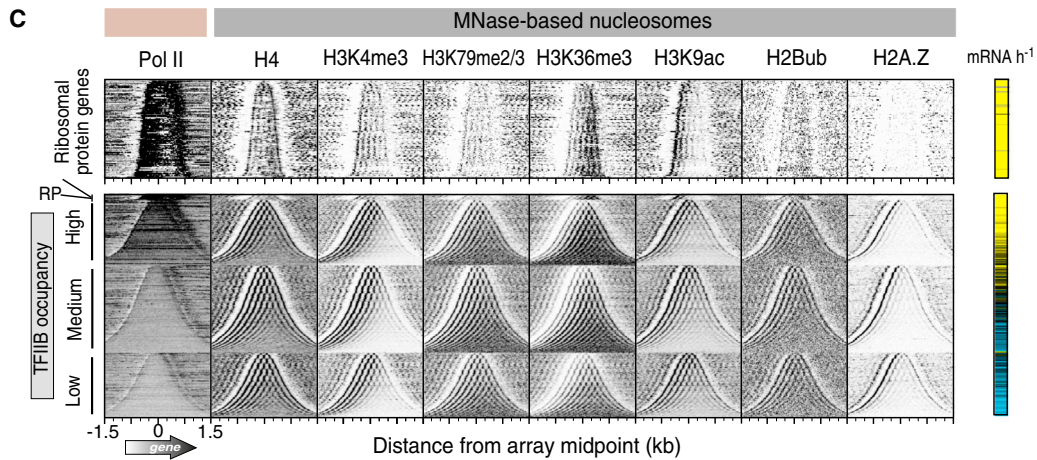 C
MNase-based nucleosomes
Pol II H4 H3K4me3 H3K79me2/3 H3K36me3 H3K9ac H2Bub H2A.Z mRNA h-1
Ribosomal
protein genes
RP
TFIIB occupancy
High
Medium
Low
-1.5 0 1.5
gene
Distance from array midpoint (kb)